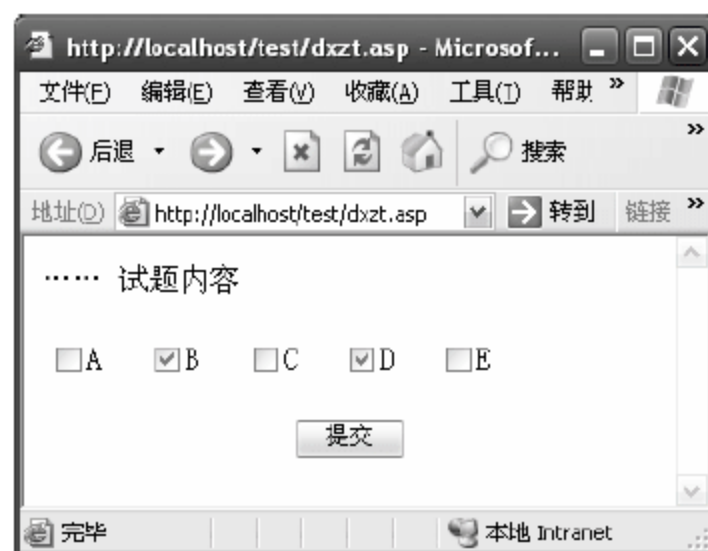 http://localhost/test/dxzt.asp - Microsof...
文件(F) 编辑(E) 查看(V) 收藏(A) 工具(T) 帮助 »
后退 搜索 »
地址(D) http://localhost/test/dxzt.asp 转到 链接 »
…… 试题内容
A B C D E
提交
完毕 本地 Intranet